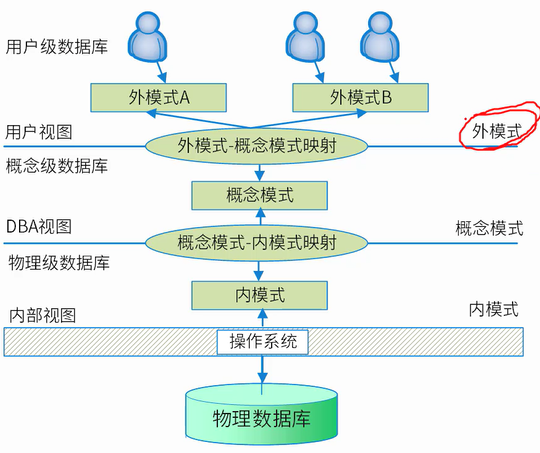 用户级数据库
外模式A
外模式B
用户视图
外模式-概念模式映射
外模式
概念级数据库
概念模式
DBA视图
概念模式-内模式映射
概念模式
物理级数据库
内模式
内部视图
内模式
操作系统
物理数据库